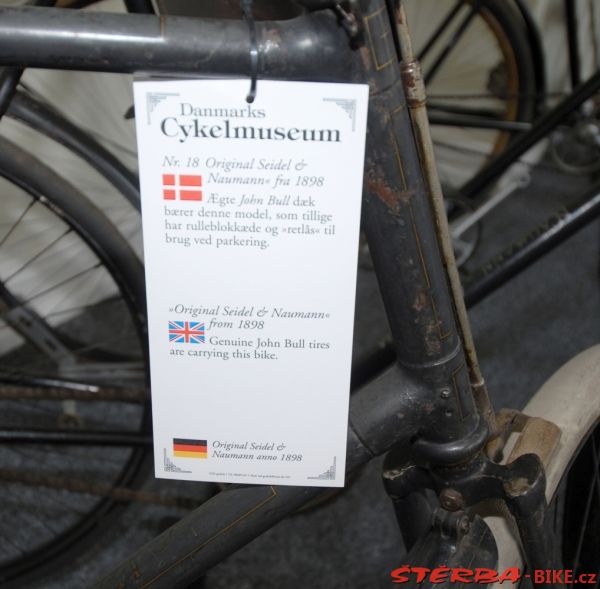 Danmarks
Cykelmuseum
Nr. 18 Original Seidel &
Naumann« fra 1898
Ægte John Bull dæk
bærer denne model, som tillige
har rulleblokkæde og »retlås« til
brug ved parkering.
»Original Seidel & Naumann«
from 1898
Genuine John Bull tires
are carrying this bike.
Original Seidel &
Naumann anno 1898
ŠTĚRBA-BIKE.cz